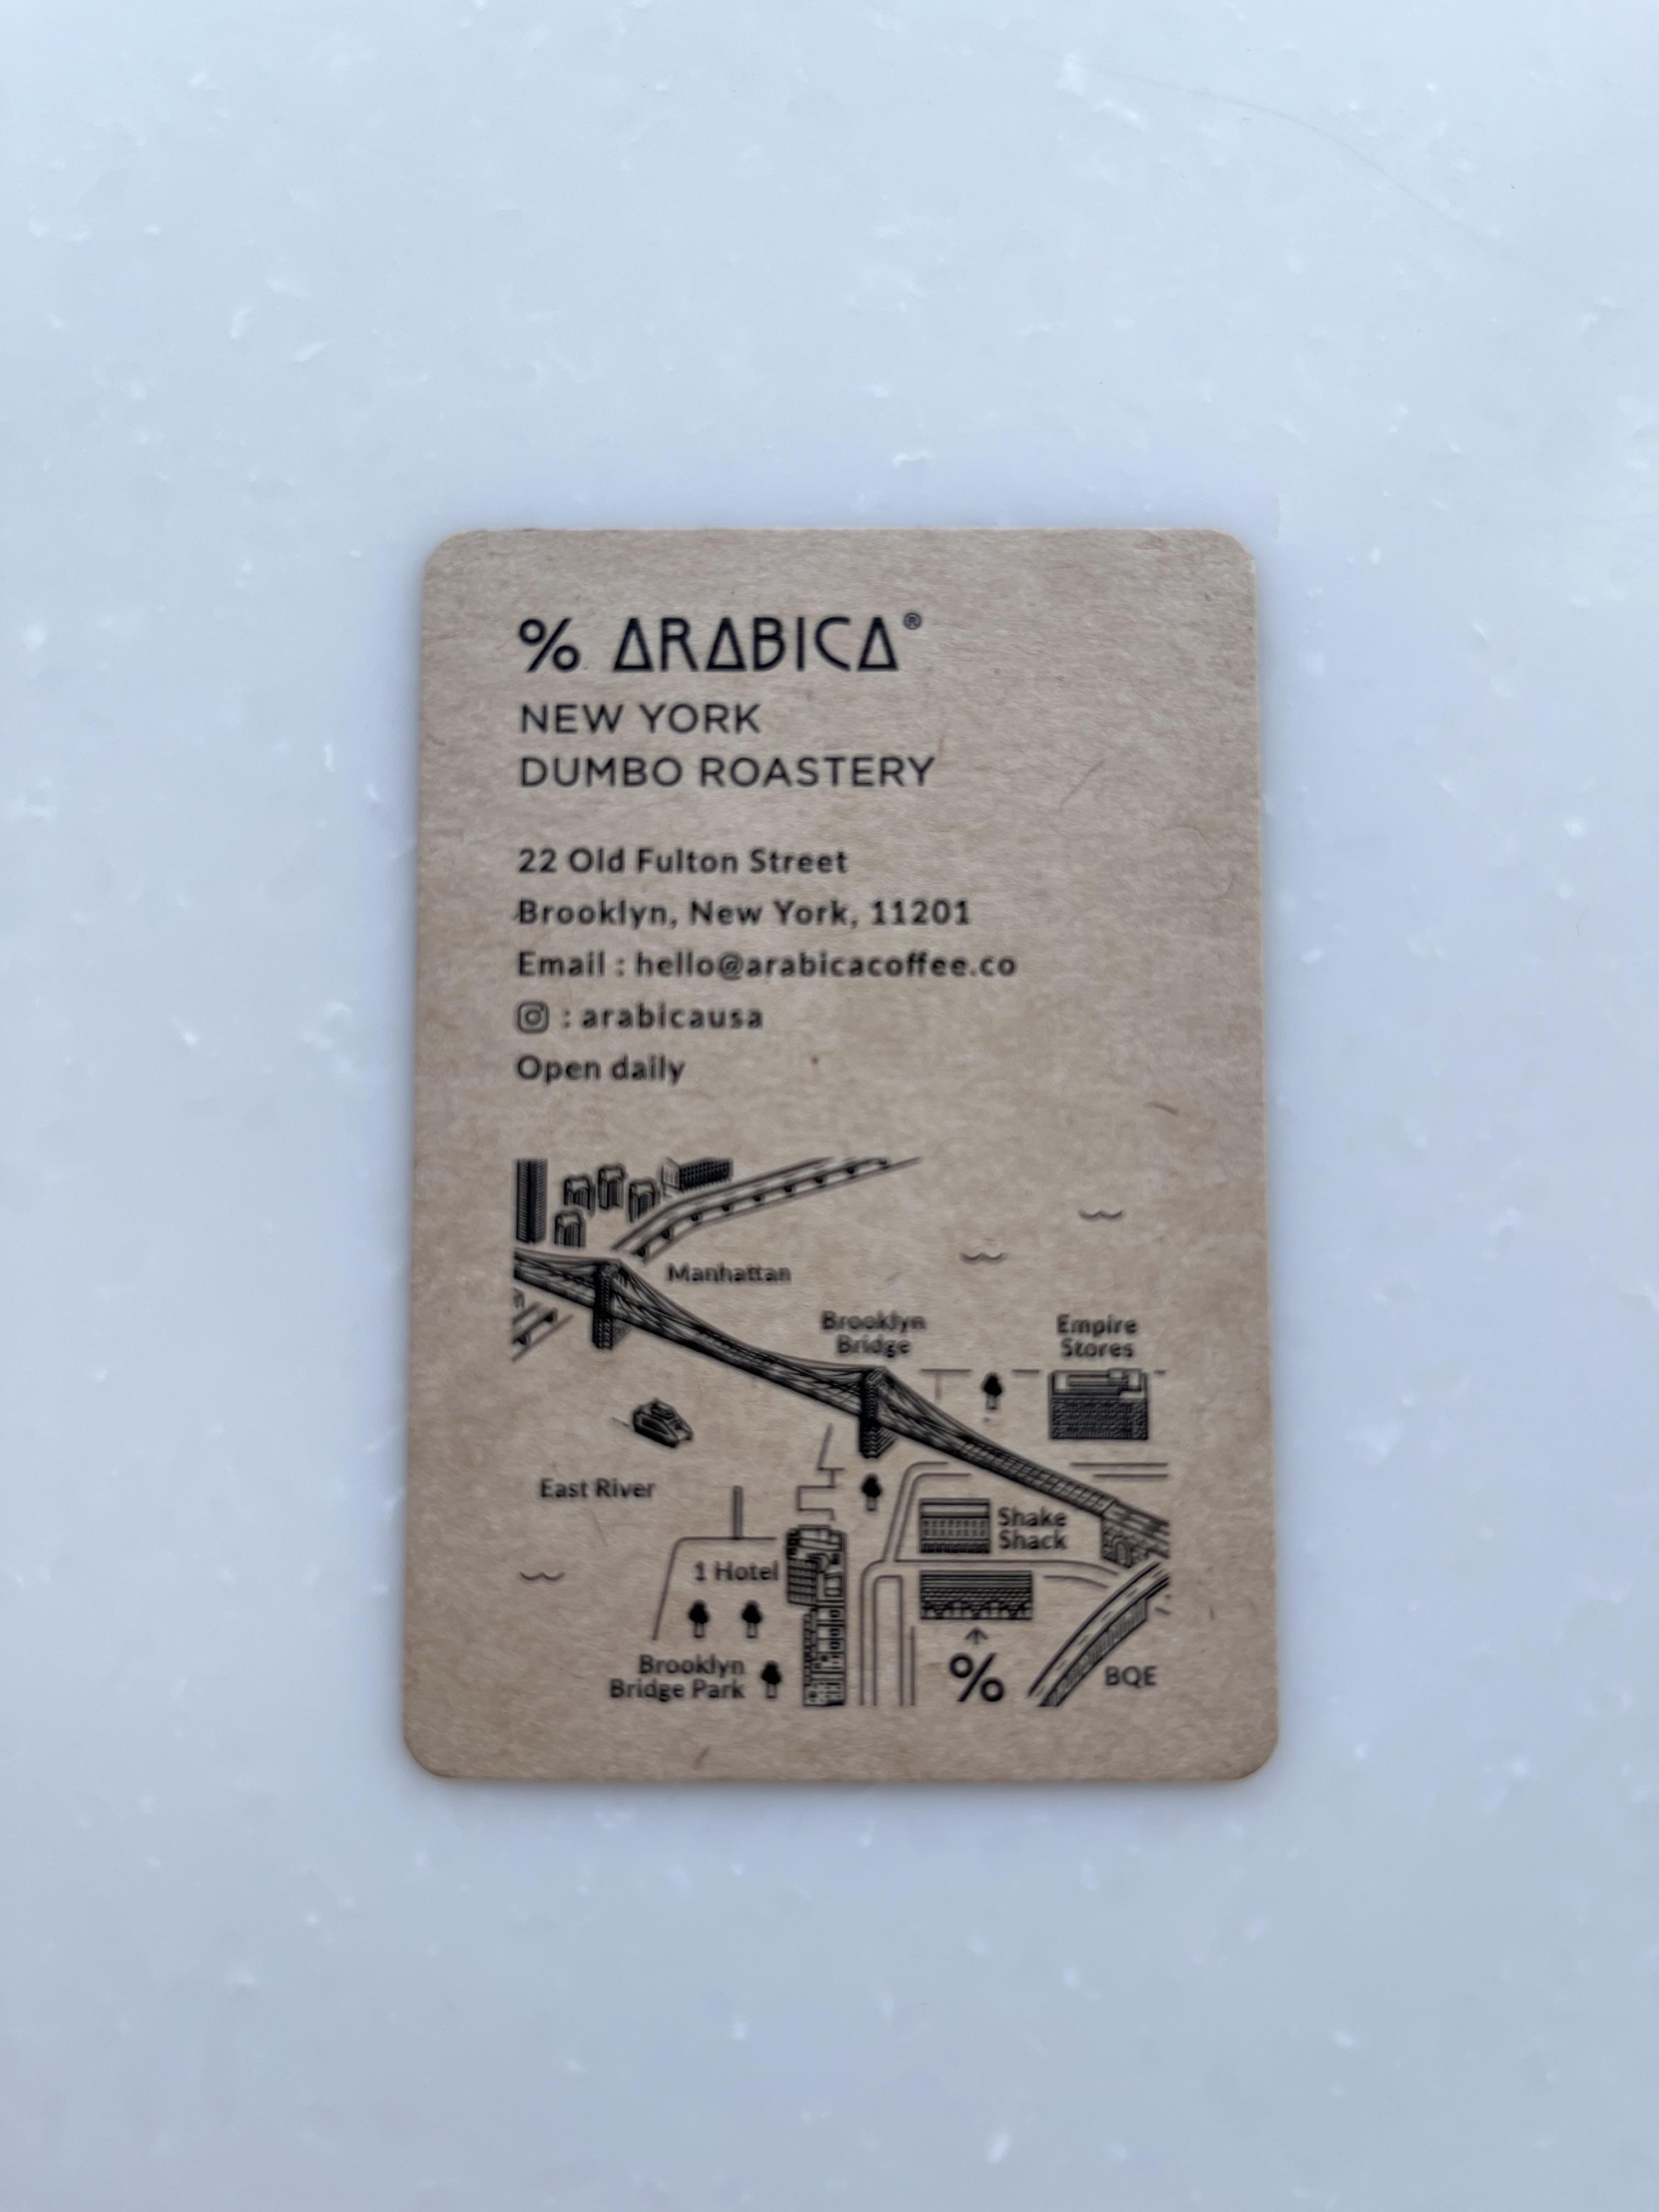 % ARABICA®
NEW YORK
DUMBO ROASTERY
22 Old Fulton Street
Brooklyn, New York, 11201
Email : hello@arabicacoffee.co
: arabicausa
Open daily
Manhattan
Brooklyn
Bridge
Empire
Stores
East River
Shake
Shack
1 Hotel
Brooklyn
Bridge Park
%
BQE